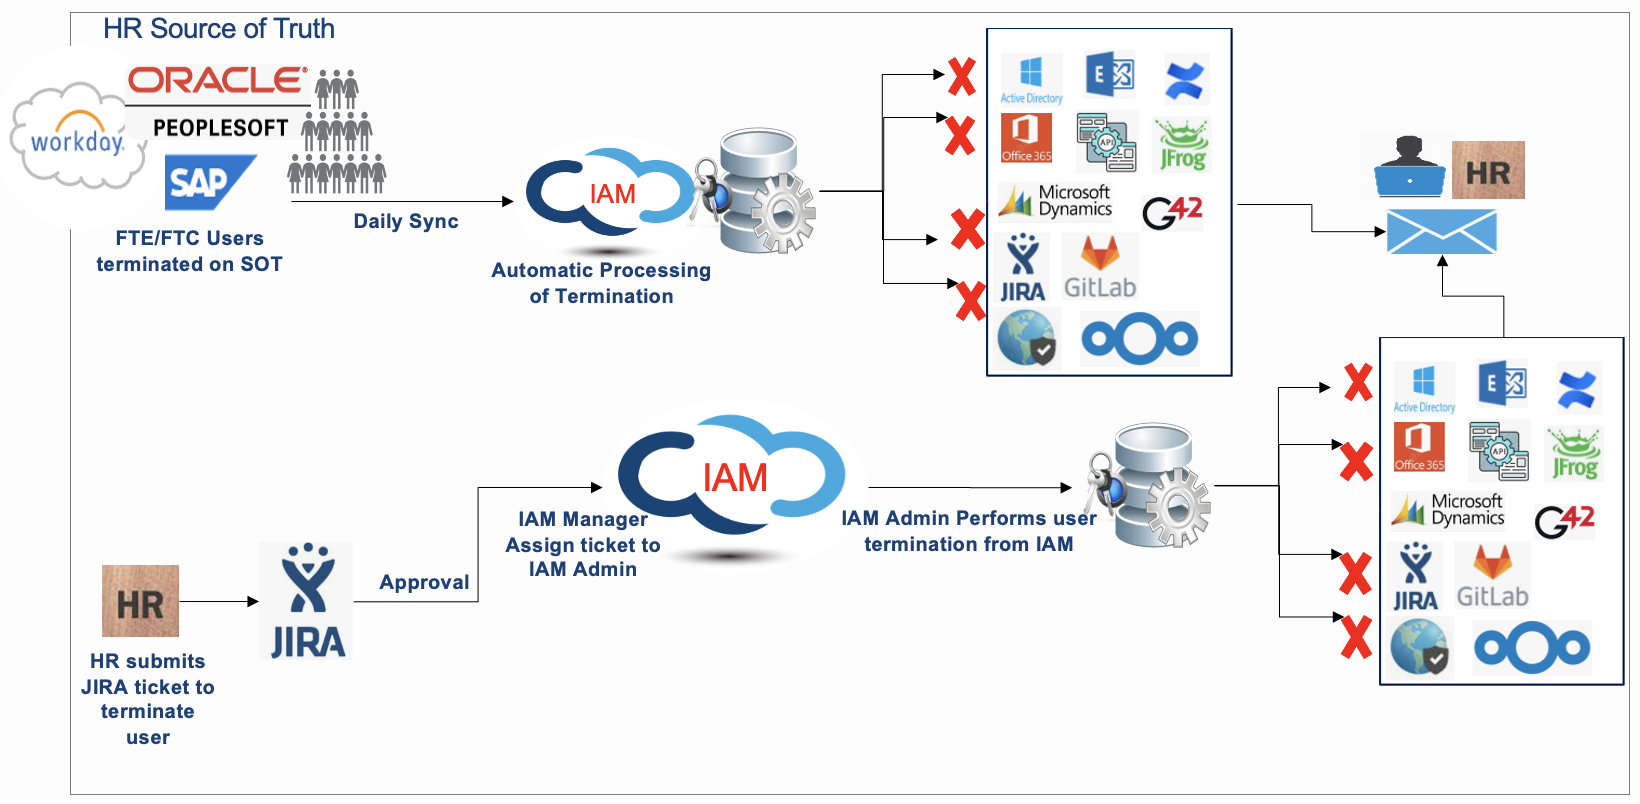 HR Source of Truth
ORACLE®
PEOPLESOFT
workday.
SAP
FTE/FTC Users
terminated on SOT
Daily Sync
IAM
Automatic Processing
of Termination
Active Directory
E
Office 365
API
JFrog
Microsoft
Dynamics
G42
JIRA
GitLab
HR
HR
HR submits
JIRA ticket to
terminate
user
JIRA
Approval
IAM
IAM Manager
Assign ticket to
IAM Admin
IAM Admin Performs user
termination from IAM
Active Directory
E
Office 365
API
JFrog
Microsoft
Dynamics
G42
JIRA
GitLab